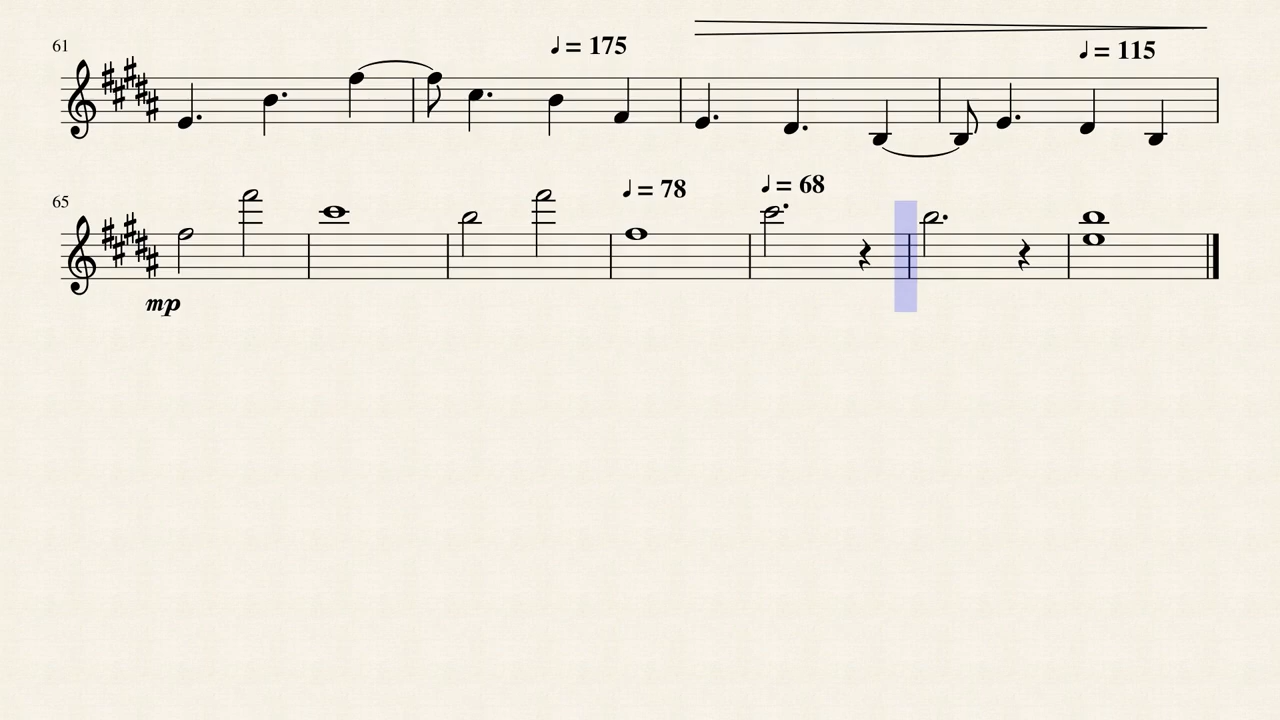 61
♩ = 175
♩ = 115
65
♩ = 78
♩ = 68
mp